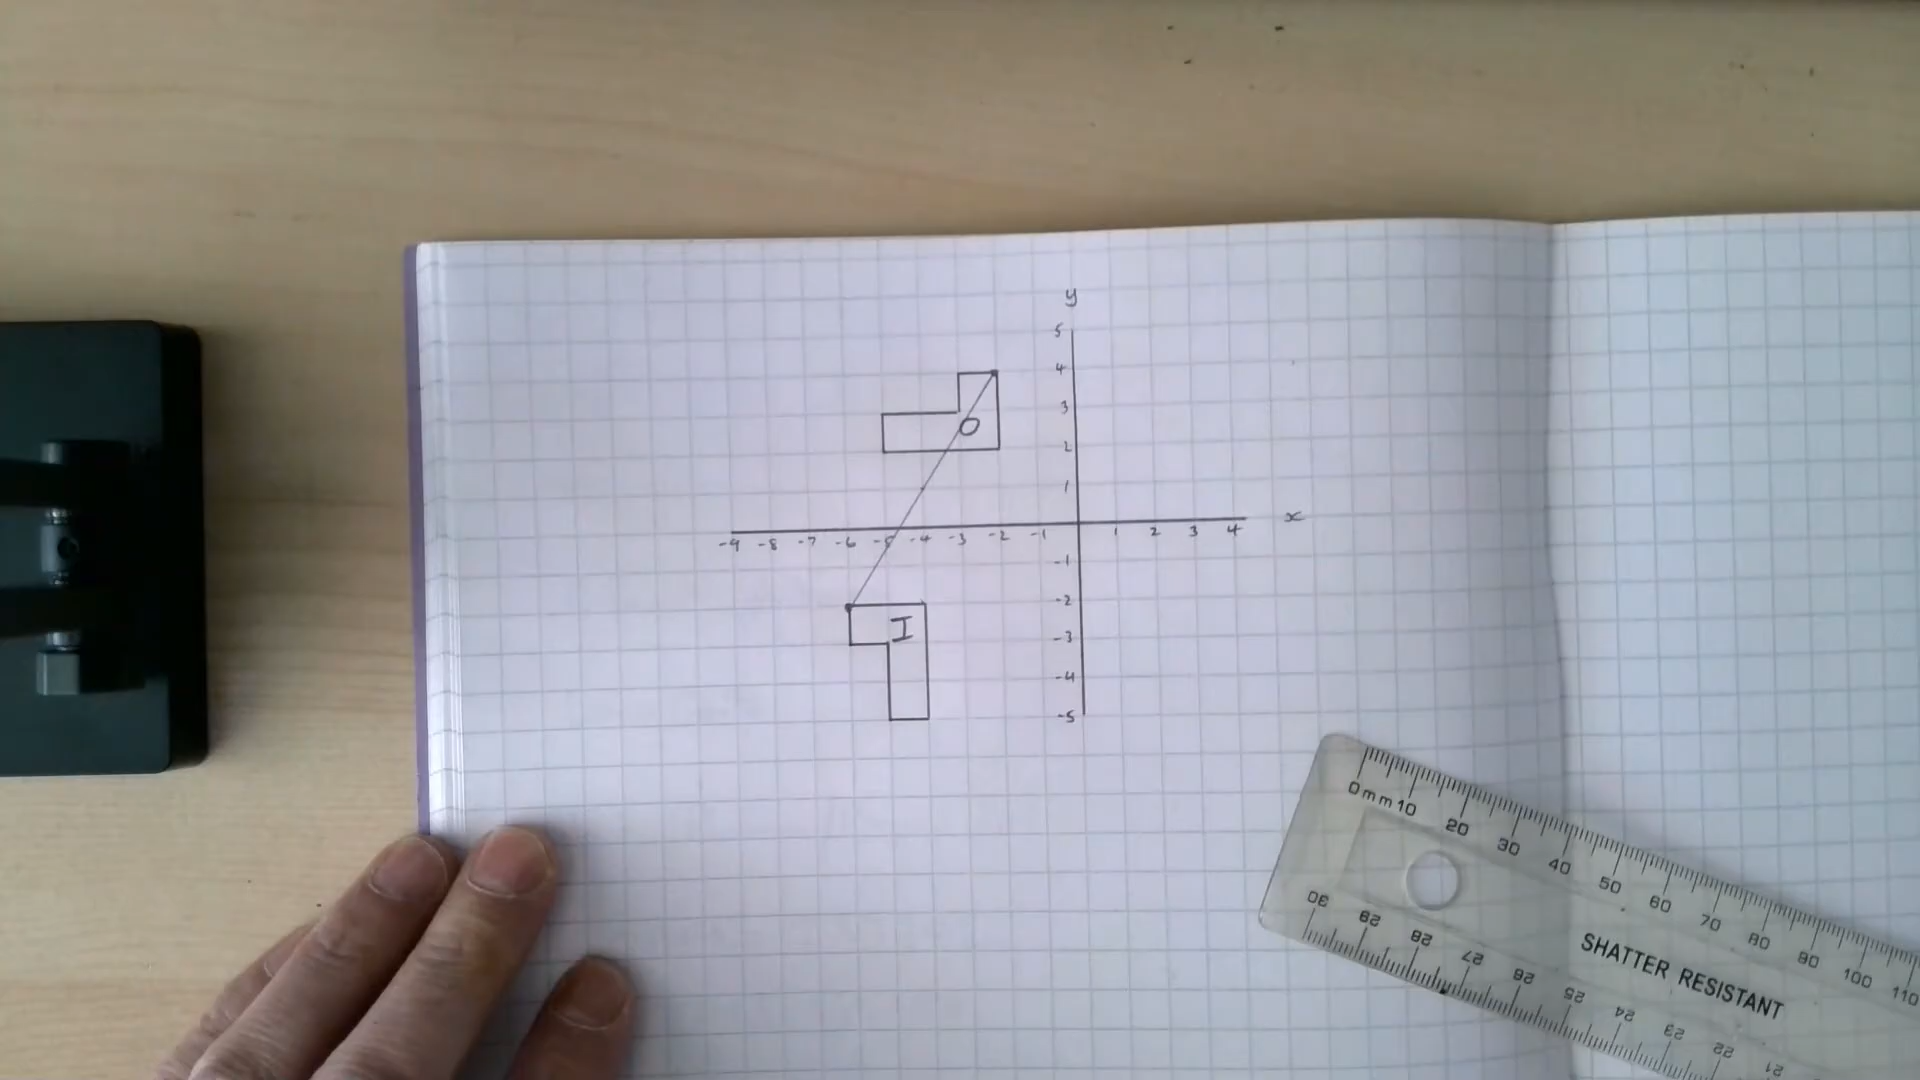 y
5
4
3
2
1
O
x
-9 -8 -7 -6 -5 -4 -3 -2 -1 1 2 3 4
-1
-2
-3
-4
-5
I
0mm10 20 30 40 50 60 70 80 90 100 110
SHATTER RESISTANT
30 29 28 27 26 25 24 23 22 21